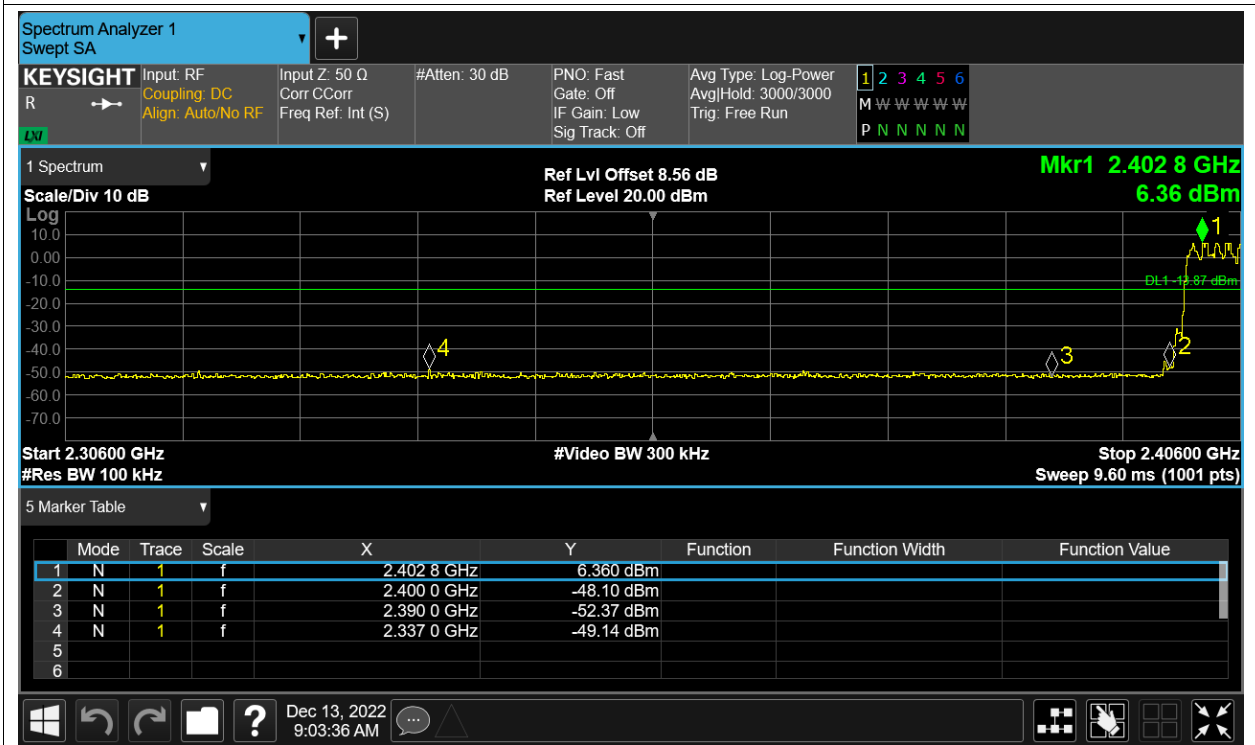 Spectrum Analyzer 1
Swept SA
KEYSIGHT
R
LXI
Input: RF
Coupling: DC
Align: Auto/No RF
Input Z: 50 Ω
Corr CCorr
Freq Ref: Int (S)
#Atten: 30 dB
PNO: Fast
Gate: Off
IF Gain: Low
Sig Track: Off
Avg Type: Log-Power
Avg|Hold: 3000/3000
Trig: Free Run
1 2 3 4 5 6
M W W W W W
P N N N N N
1 Spectrum
Scale/Div 10 dB
Ref Lvl Offset 8.56 dB
Ref Level 20.00 dBm
Mkr1 2.402 8 GHz
6.36 dBm
Log
10.0
0.00
-10.0
-20.0
-30.0
-40.0
-50.0
-60.0
-70.0
1
DL1 -13.87 dBm
4
3
2
Start 2.30600 GHz
#Res BW 100 kHz
#Video BW 300 kHz
Stop 2.40600 GHz
Sweep 9.60 ms (1001 pts)
5 Marker Table
Mode Trace Scale X Y Function Function Width Function Value
1 N 1 f 2.402 8 GHz 6.360 dBm
2 N 1 f 2.400 0 GHz -48.10 dBm
3 N 1 f 2.390 0 GHz -52.37 dBm
4 N 1 f 2.337 0 GHz -49.14 dBm
5
6
?
Dec 13, 2022
9:03:36 AM